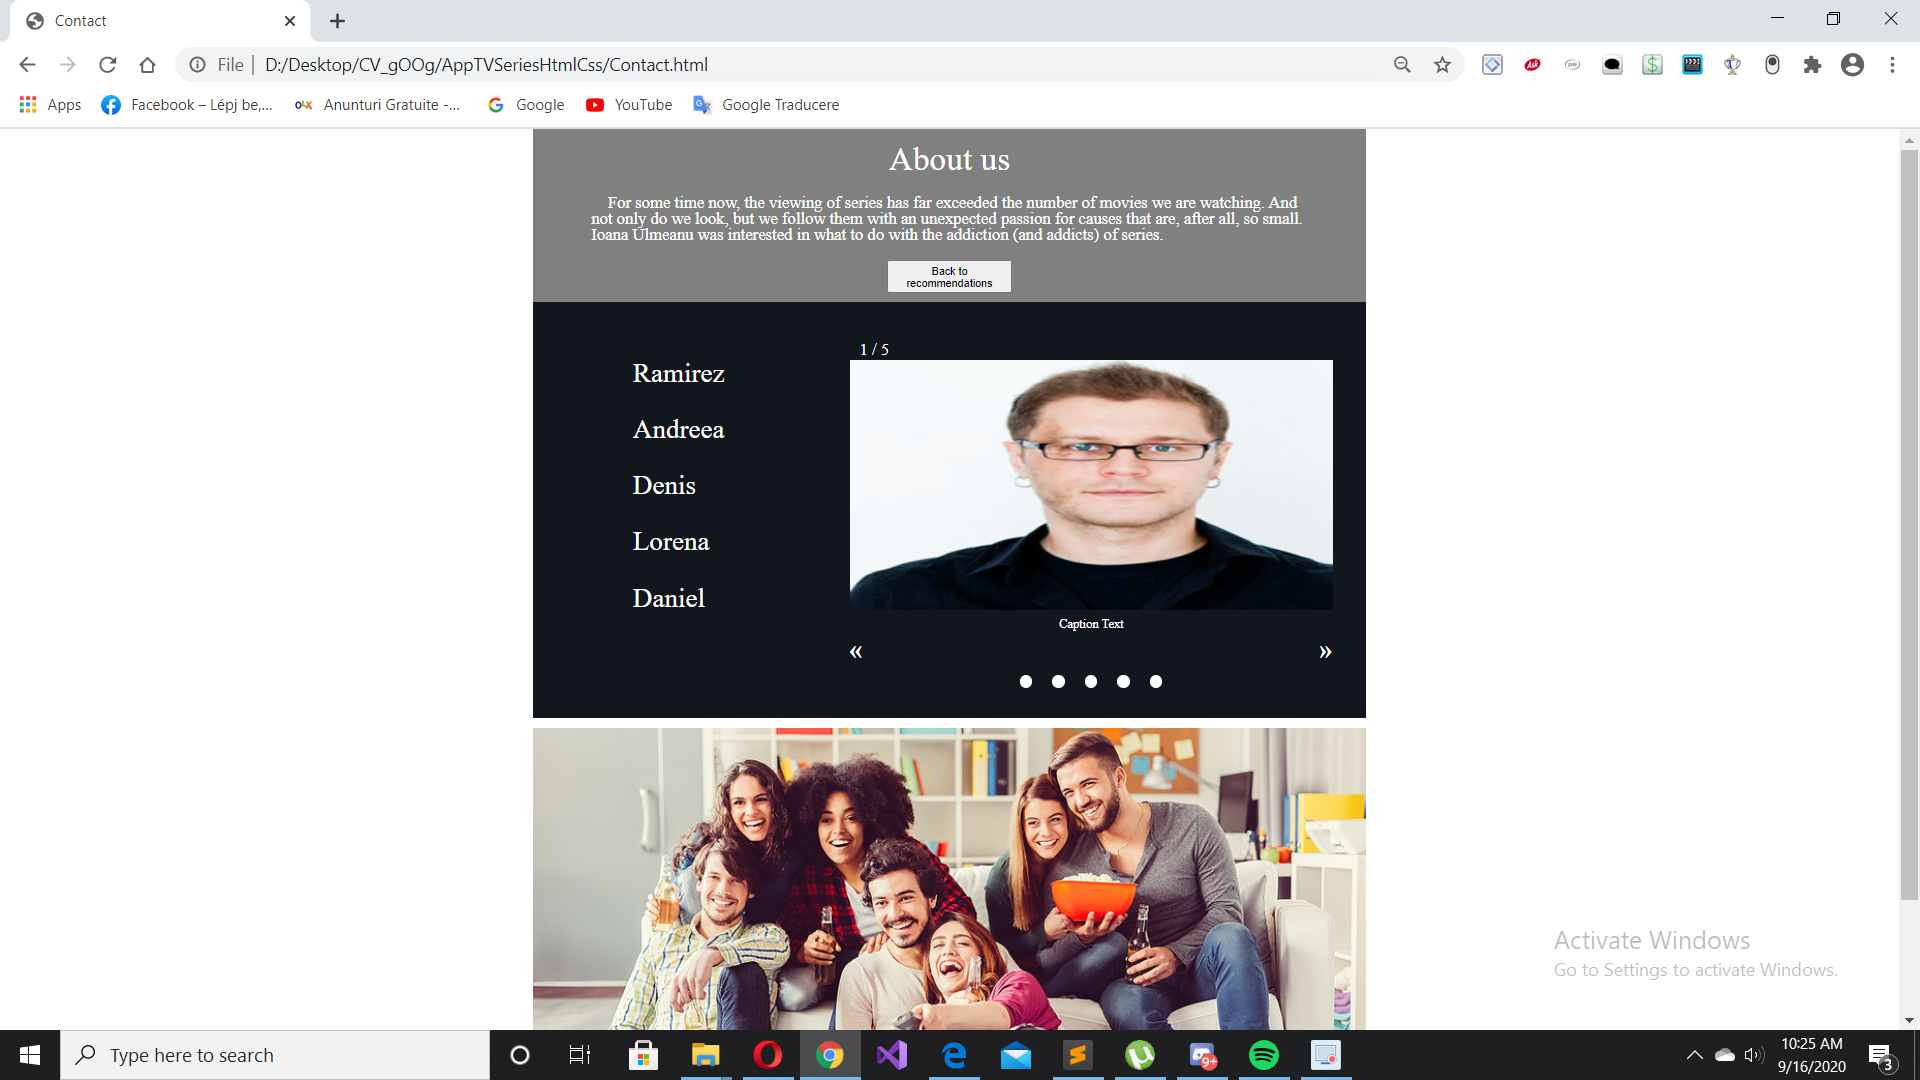 Contact
File
D:/Desktop/CV_gOOg/AppTVSeriesHtmlCss/Contact.html
Ask
Apps
Facebook – Lépj be,...
OLX
Anunturi Gratuite -...
Google
YouTube
Google Traducere
About us
For some time now, the viewing of series has far exceeded the number of movies we are watching. And
not only do we look, but we follow them with an unexpected passion for causes that are, after all, so small.
Ioana Ulmeanu was interested in what to do with the addiction (and addicts) of series.
Back to
recommendations
1 / 5
Ramirez
Andreea
Denis
Lorena
Daniel
Caption Text
«
»
Activate Windows
Go to Settings to activate Windows.
Type here to search
9+
10:25 AM
9/16/2020
3